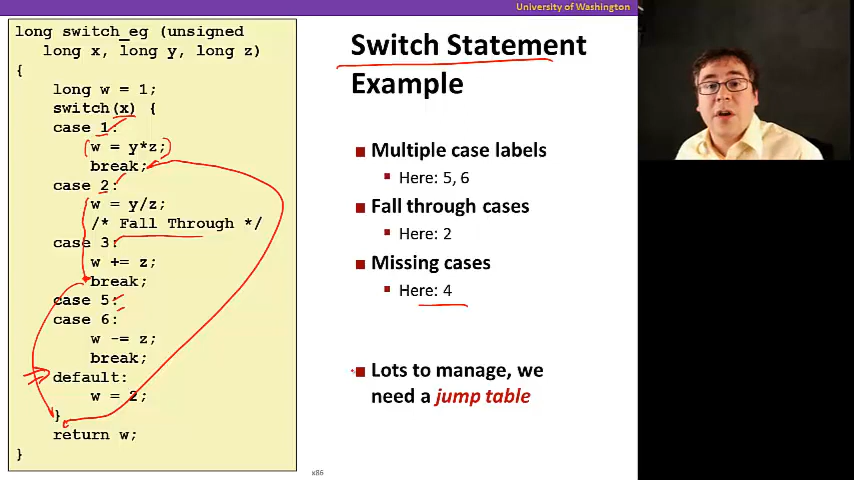 University of Washington
long switch_eg (unsigned
long x, long y, long z)
{
long w = 1;
switch(x) {
case 1:
w = y*z;
break;
case 2:
w = y/z;
/* Fall Through */
case 3:
w += z;
break;
case 5:
case 6:
w -= z;
break;
default:
w = 2;
}
return w;
}
Switch Statement
Example
Multiple case labels
Here: 5, 6
Fall through cases
Here: 2
Missing cases
Here: 4
Lots to manage, we
need a jump table
x86